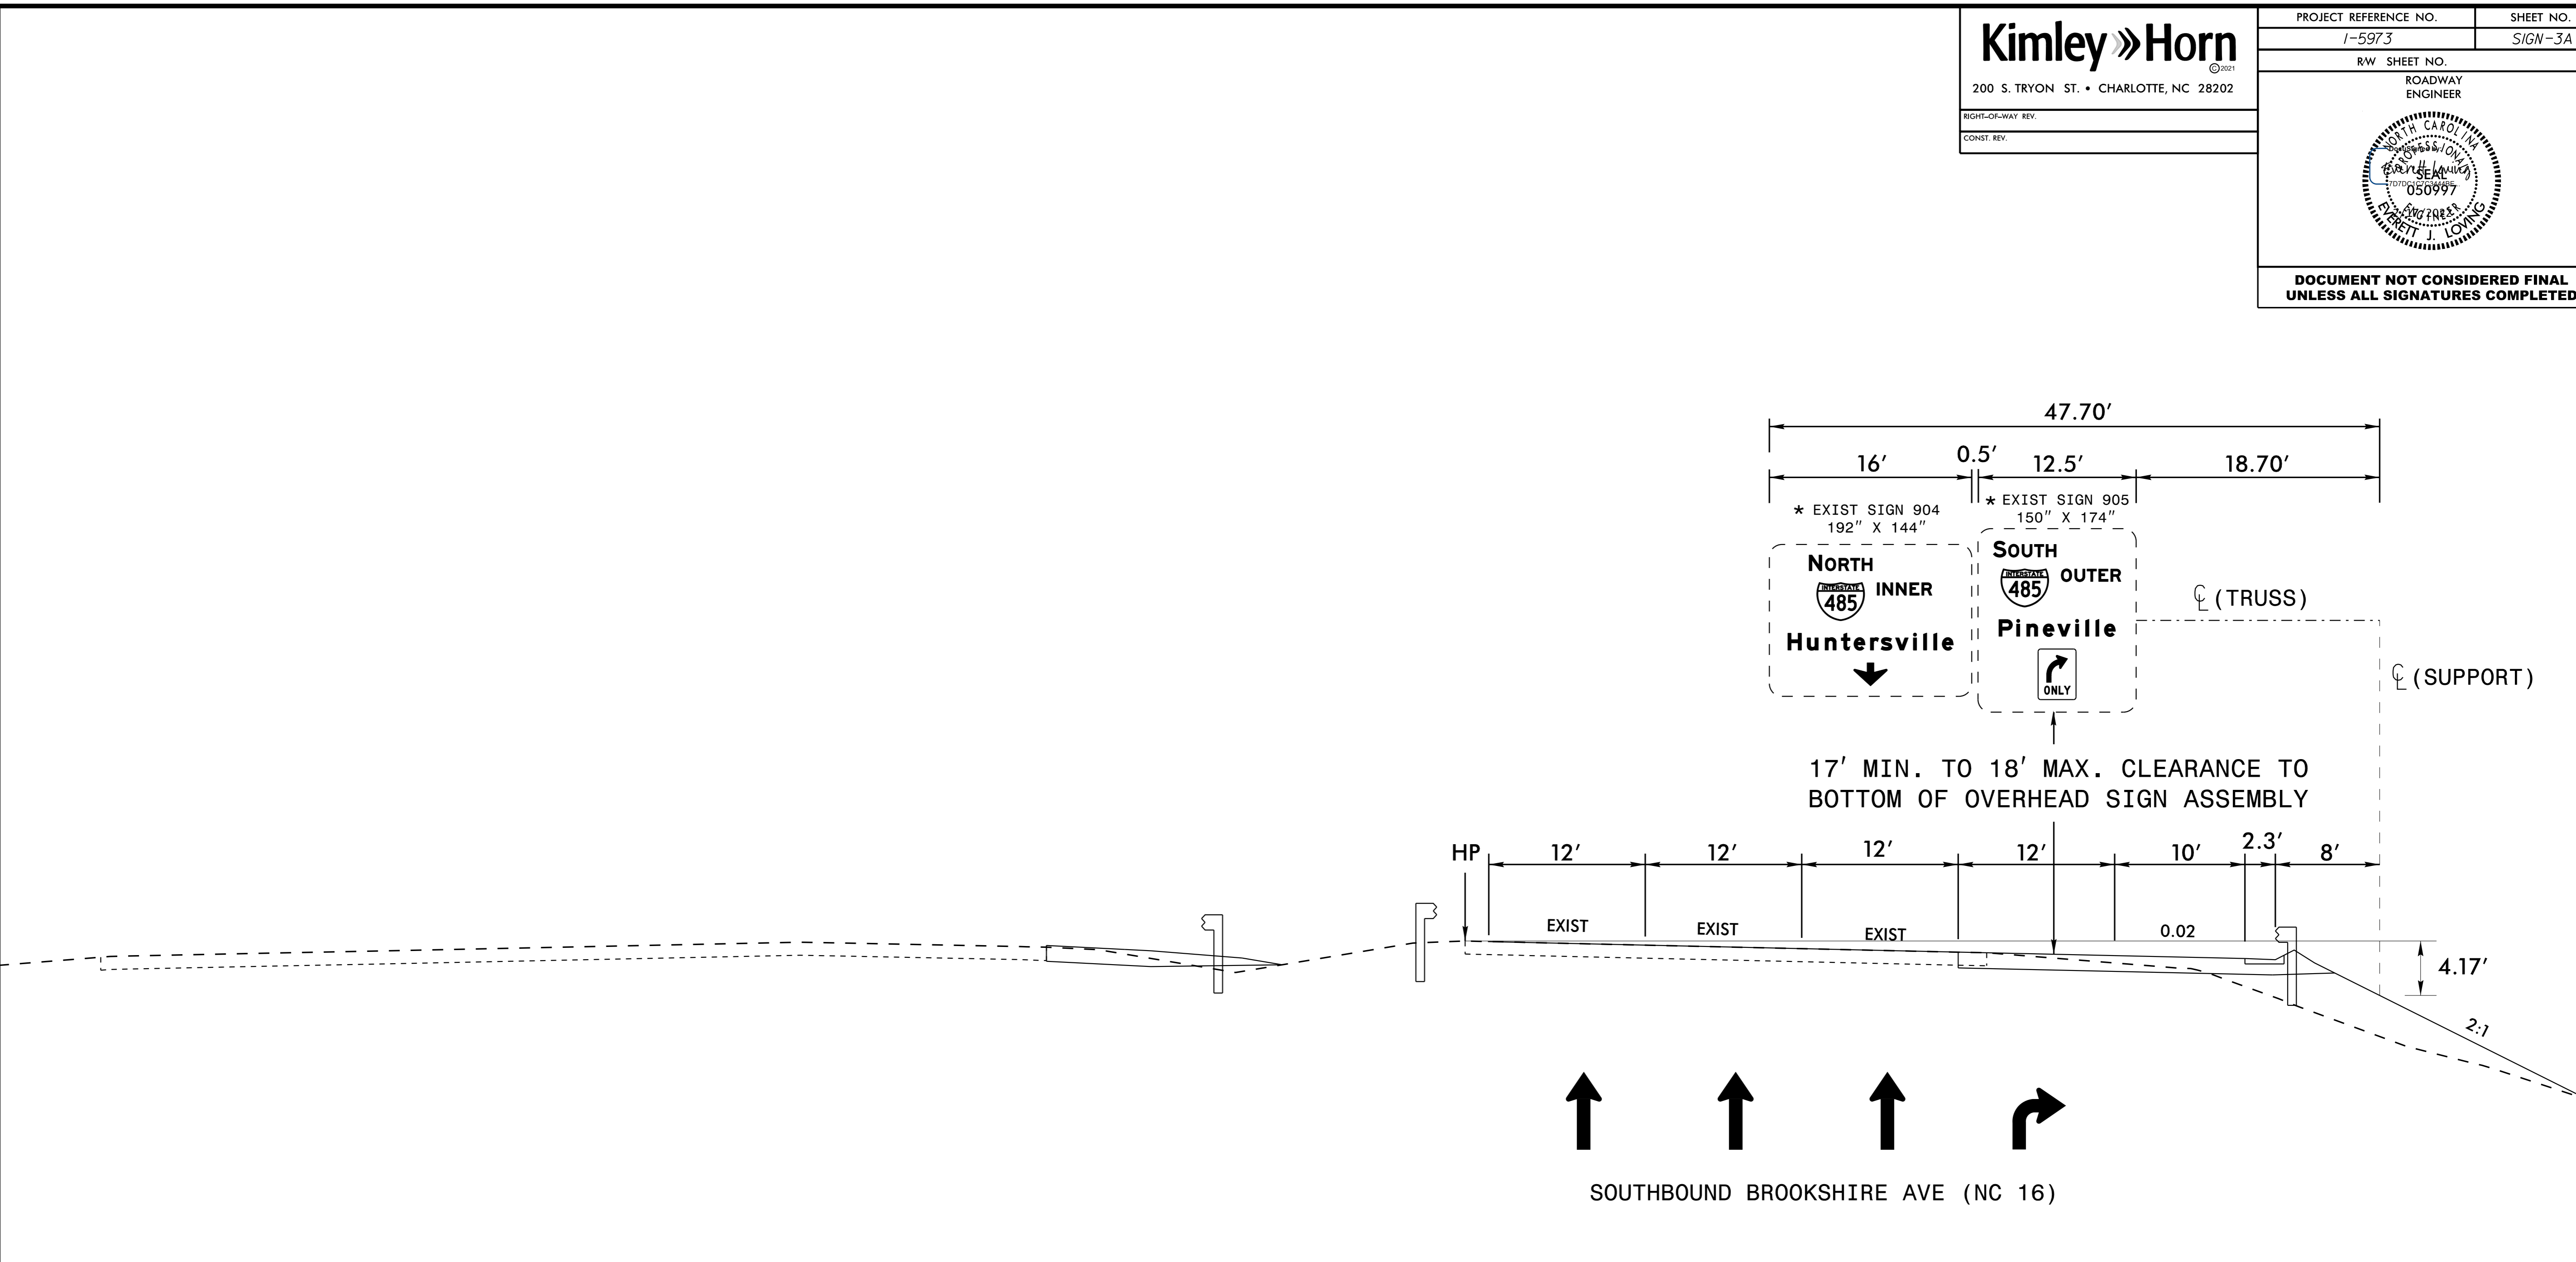 Kimley»Horn
© 2021
200 S. TRYON ST. • CHARLOTTE, NC 28202
RIGHT-OF-WAY REV.
CONST. REV.
PROJECT REFERENCE NO.
SHEET NO.
I-5973
SIGN-3A
R/W SHEET NO.
ROADWAY
ENGINEER
NORTH CAROLINA
PROFESSIONAL
SEAL
050997
ENGINEER
EVERETT J. LOVING
DOCUMENT NOT CONSIDERED FINAL
UNLESS ALL SIGNATURES COMPLETED
47.70′
16′
0.5′
12.5′
18.70′
* EXIST SIGN 904
192″ X 144″
* EXIST SIGN 905
150″ X 174″
NORTH
INTERSTATE
485
INNER
Huntersville
SOUTH
INTERSTATE
485
OUTER
Pineville
ONLY
℄ (TRUSS)
℄ (SUPPORT)
17′ MIN. TO 18′ MAX. CLEARANCE TO
BOTTOM OF OVERHEAD SIGN ASSEMBLY
HP
12′
12′
12′
12′
10′
2.3′
8′
EXIST
EXIST
EXIST
0.02
4.17′
2:1
SOUTHBOUND BROOKSHIRE AVE (NC 16)